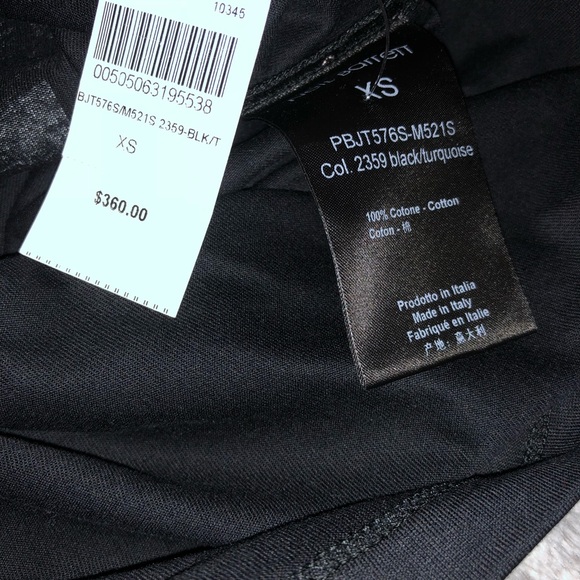 10345
00505063195538
BJT576S/M521S 2359-BLK/T
XS
$360.00
XS
PBJT576S-M521S
Col. 2359 black/turquoise
100% Cotone - Cotton
Coton - 棉
Prodotto in Italia
Made in Italy
Fabriqué en Italie
产地: 意大利